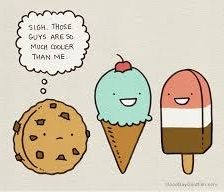 SIGH. THOSE
GUYS ARE SO
MUCH COOLER
THAN ME.